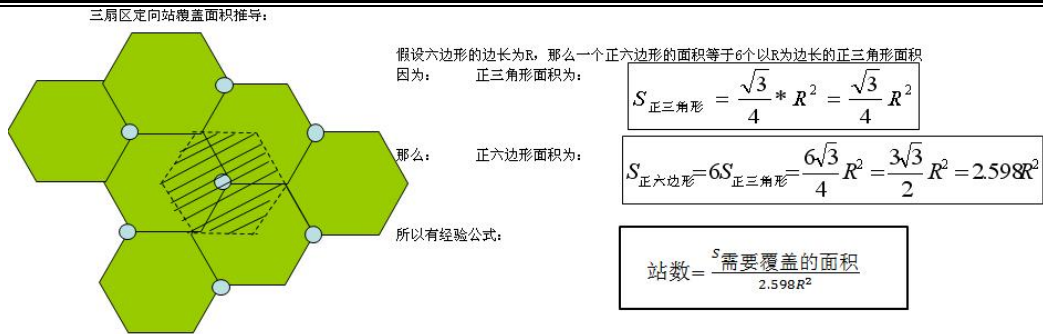 三扇区定向站覆盖面积推导:
假设六边形的边长为R, 那么一个正六边形的面积等于6个以R为边长的正三角形面积
因为: 正三角形面积为:
S正三角形 = √3/4 * R² = √3/4 R²
那么: 正六边形面积为:
S正六边形=6S正三角形=6√3/4 R² = 3√3/2 R² = 2.598R²
所以有经验公式:
站数= S需要覆盖的面积/2.598R²